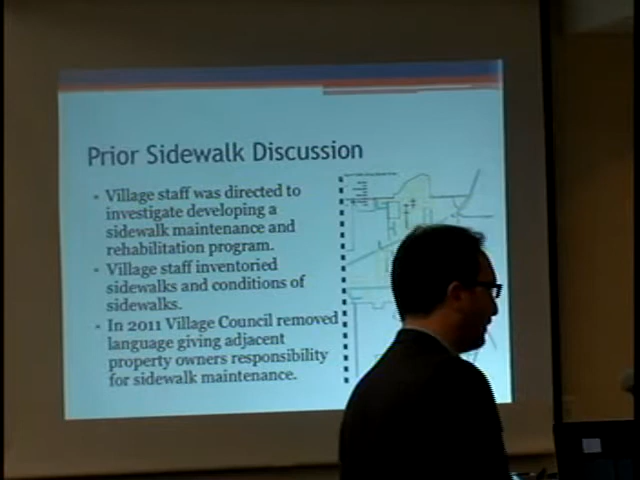 Prior Sidewalk Discussion
• Village staff was directed to
investigate developing a
sidewalk maintenance and
rehabilitation program.
• Village staff inventoried
sidewalks and conditions of
sidewalks.
• In 2011 Village Council removed
language giving adjacent
property owners responsibility
for sidewalk maintenance.